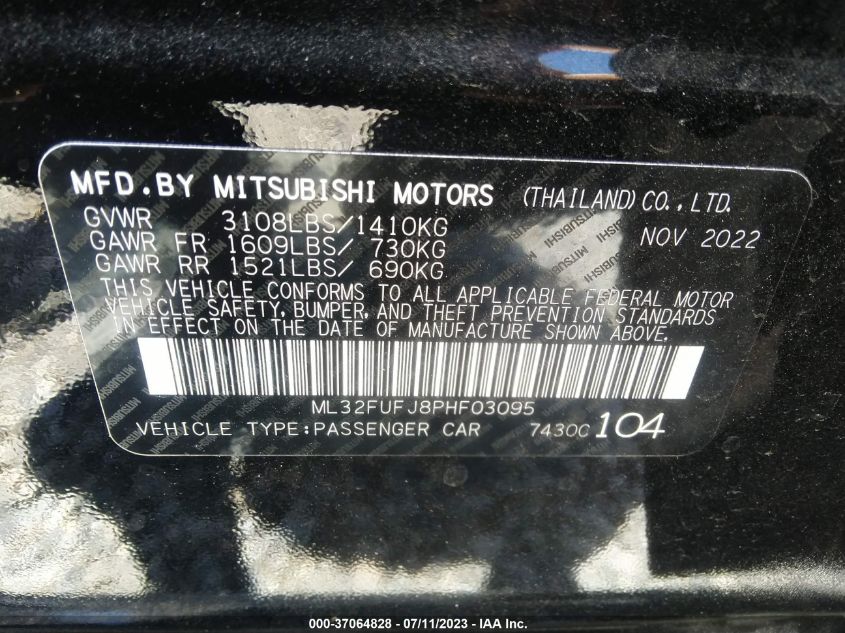 MFD.BY MITSUBISHI MOTORS (THAILAND) CO.,LTD.
GVWR 3108LBS/1410KG NOV 2022
GAWR FR 1609LBS/ 730KG
GAWR RR 1521LBS/ 690KG
THIS VEHICLE CONFORMS TO ALL APPLICABLE FEDERAL MOTOR
VEHICLE SAFETY, BUMPER, AND THEFT PREVENTION STANDARDS
IN EFFECT ON THE DATE OF MANUFACTURE SHOWN ABOVE.
ML32FUFJ8PHF03095
VEHICLE TYPE:PASSENGER CAR 7430C 104
000-37064828 - 07/11/2023 - IAA Inc.